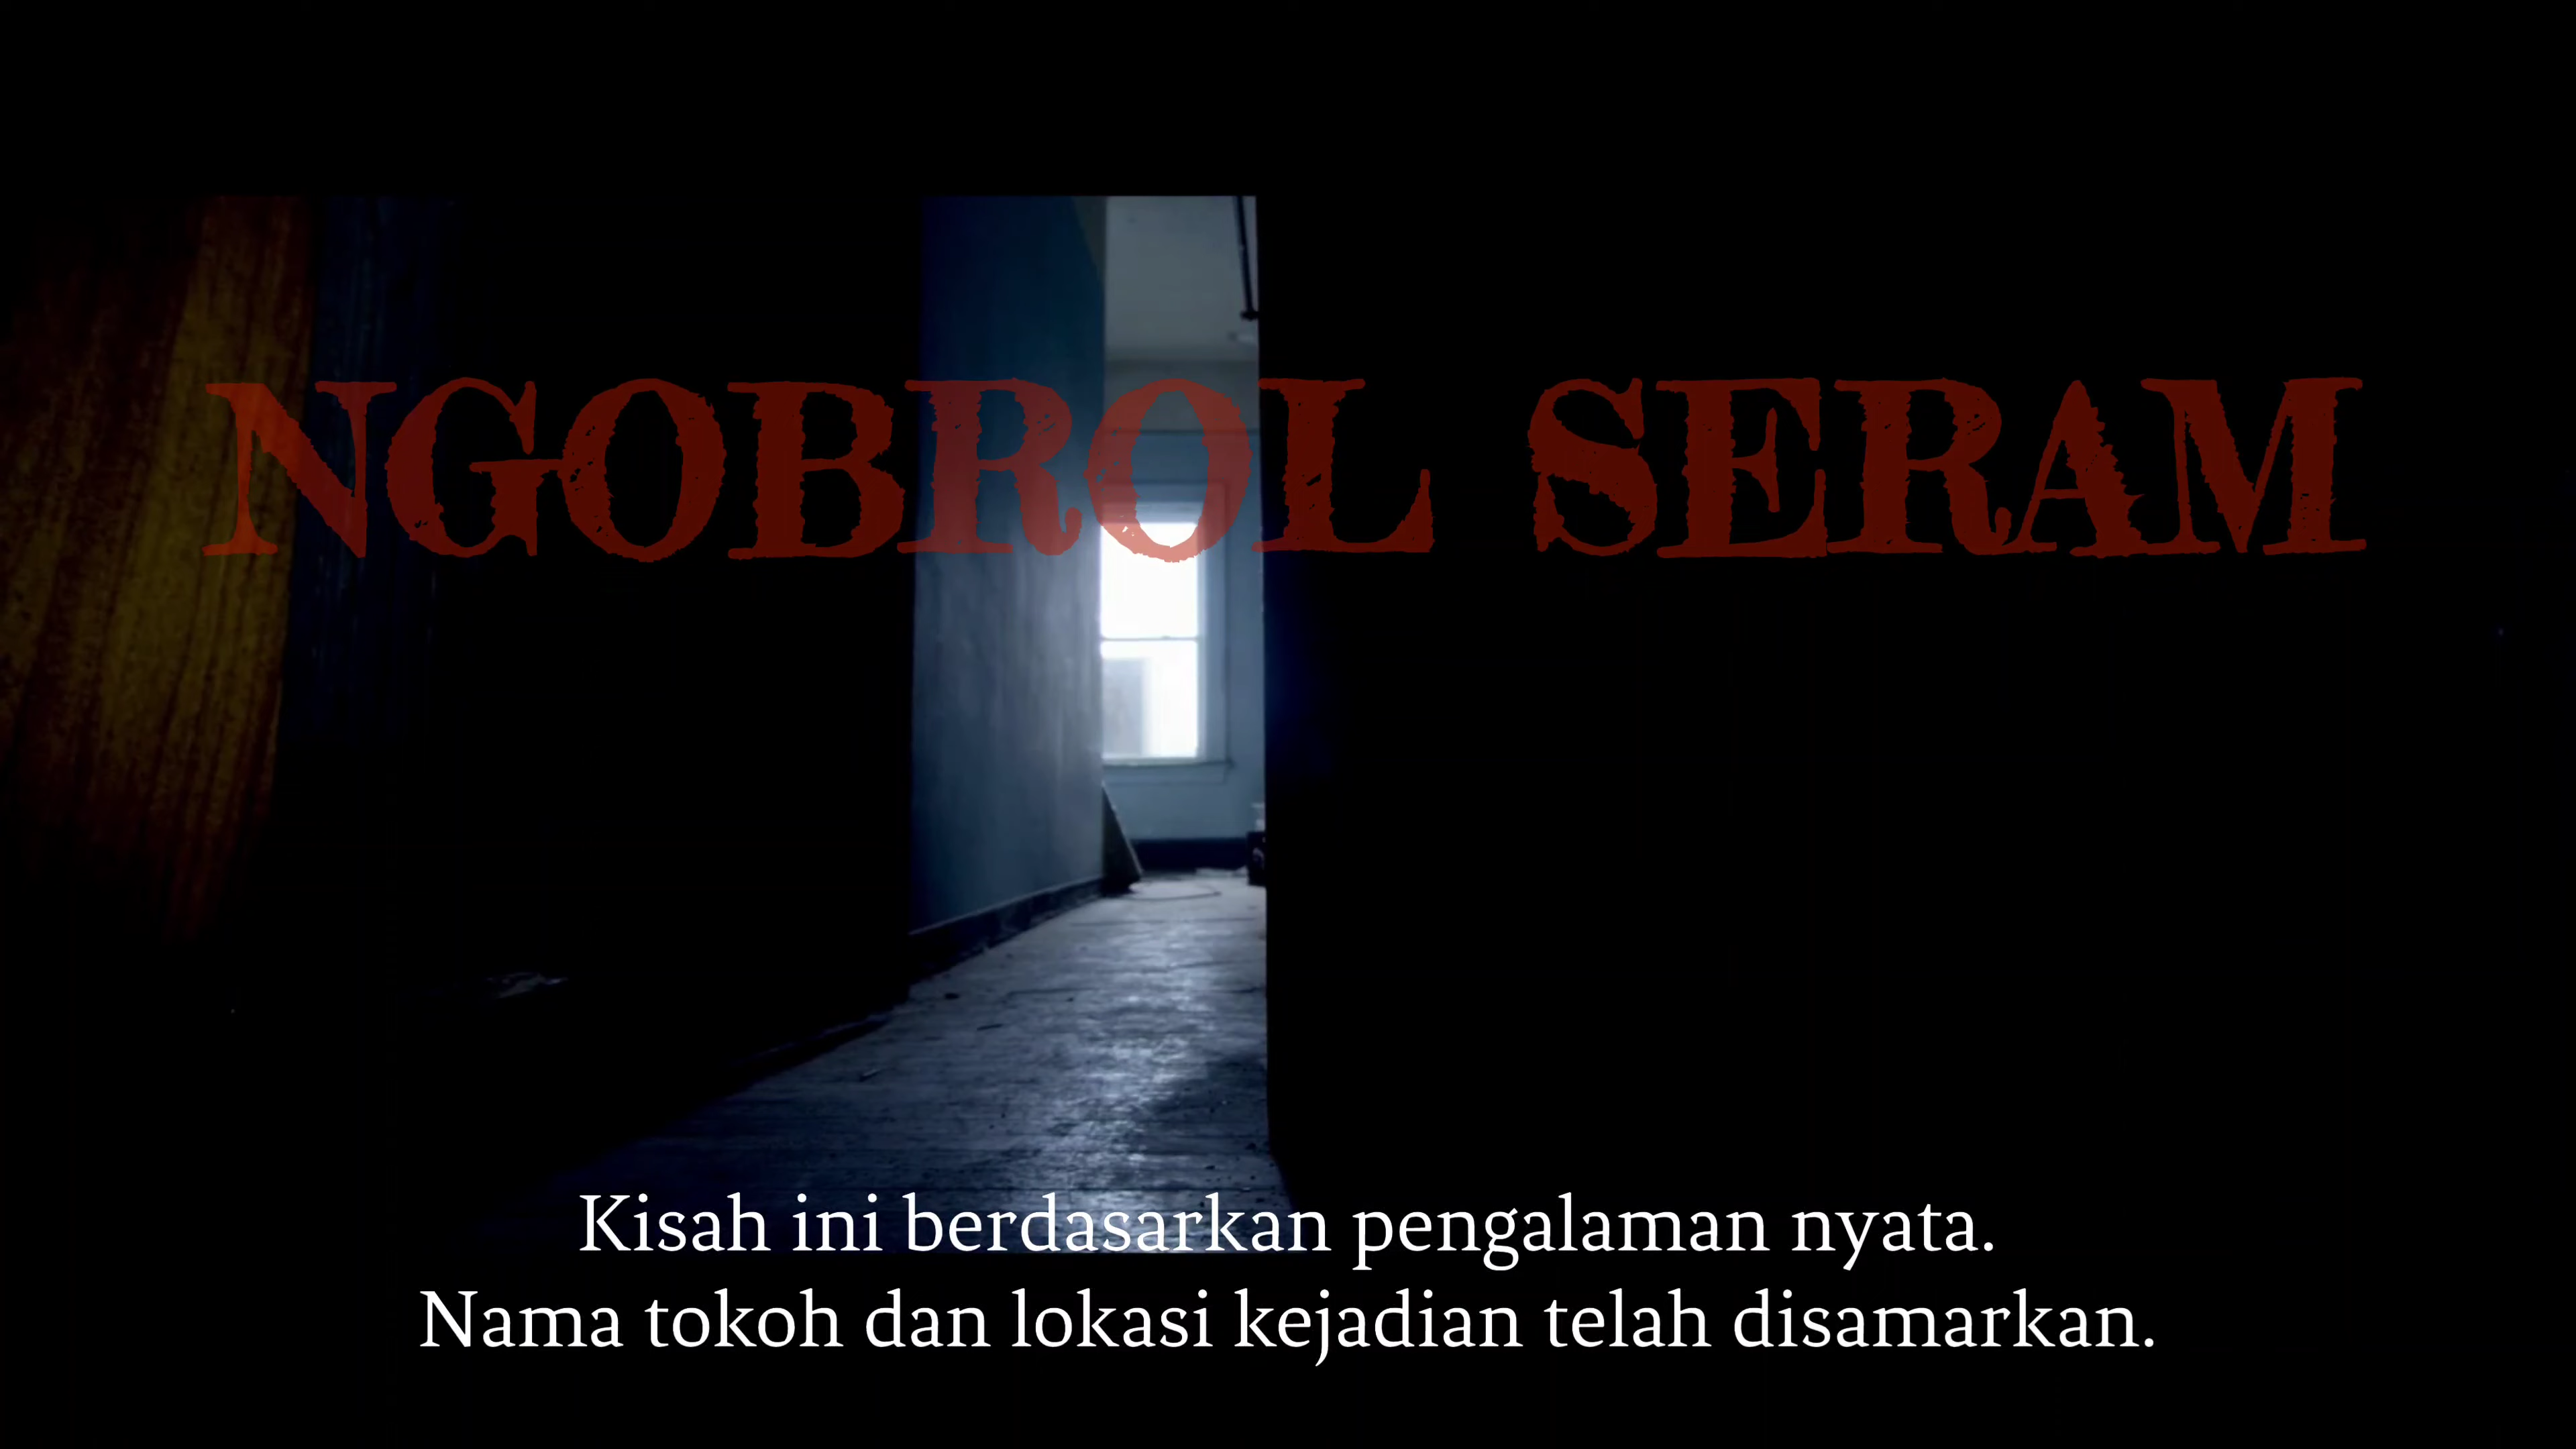 NGOBROL SERAM
Kisah ini berdasarkan pengalaman nyata.
Nama tokoh dan lokasi kejadian telah disamarkan.